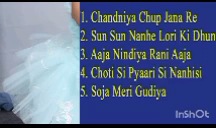 1. Chandniya Chup Jana Re
2. Sun Sun Nanhe Lori Ki Dhun
3. Aaja Nindiya Rani Aaja
4. Choti Si Pyaari Si Nanhisi
5. Soja Meri Gudiya
InShot